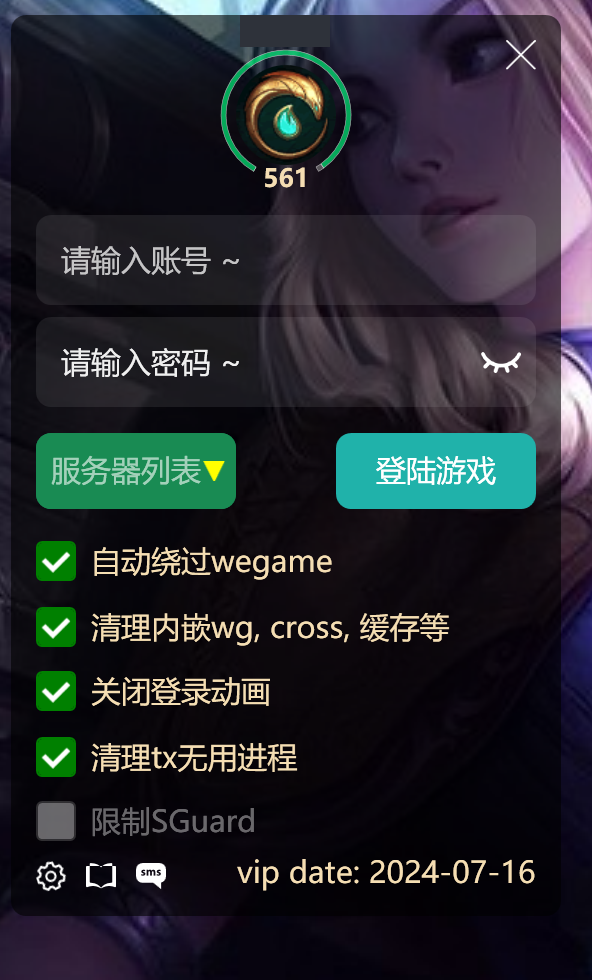 561
请输入账号 ~
请输入密码 ~
服务器列表▼
登陆游戏
自动绕过wegame
清理内嵌wg, cross, 缓存等
关闭登录动画
清理tx无用进程
限制SGuard
sms
vip date: 2024-07-16